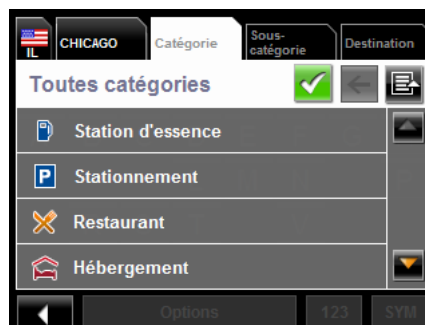 IL
CHICAGO
Catégorie
Sous-
catégorie
Destination
Toutes catégories
Station d'essence
P Stationnement
Restaurant
Hébergement
Options
123
SYM